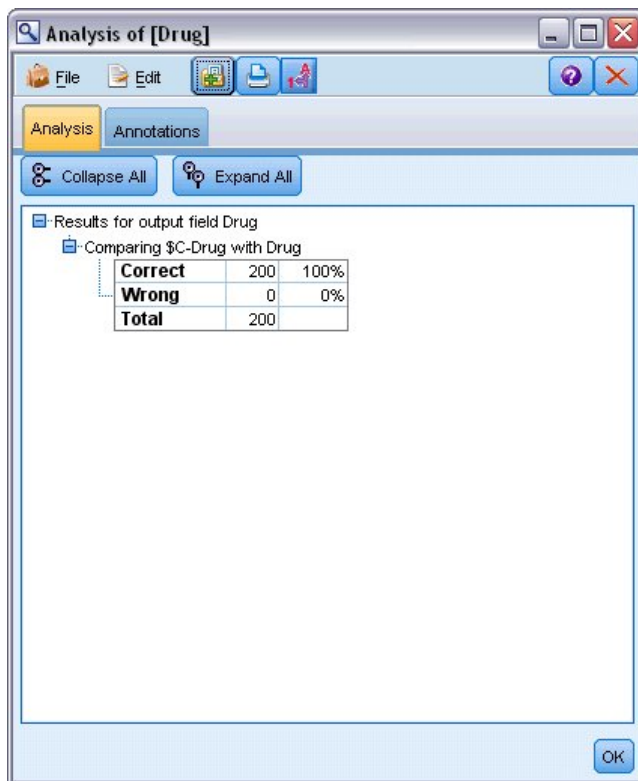 Analysis of [Drug]
File Edit
Analysis Annotations
Collapse All Expand All
Results for output field Drug
Comparing $C-Drug with Drug
Correct 200 100%
Wrong 0 0%
Total 200
OK